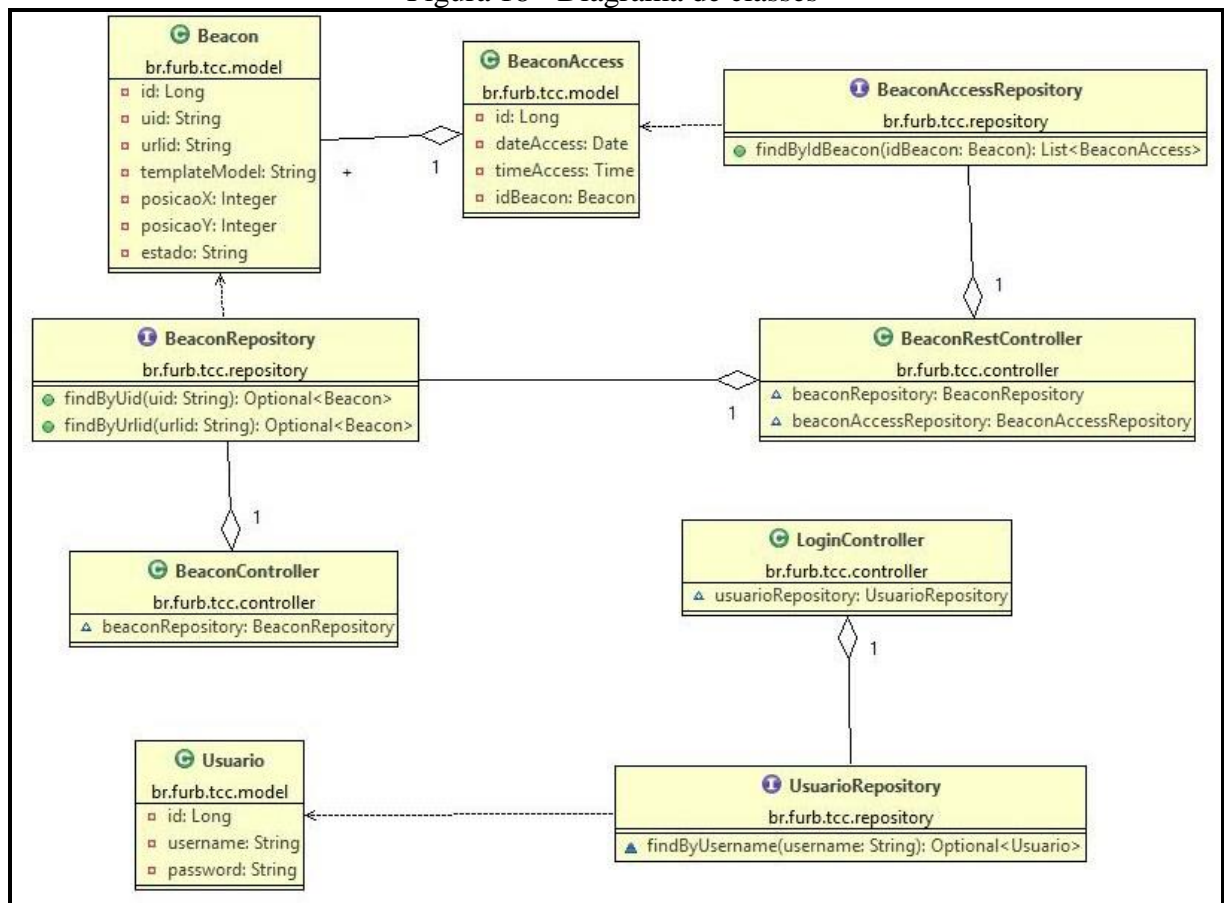 Figura 18 - Diagrama de classes
Beacon
br.furb.tcc.model
id: Long
uid: String
urlid: String
templateModel: String
posicaoX: Integer
posicaoY: Integer
estado: String
+
1
BeaconAccess
br.furb.tcc.model
id: Long
dateAccess: Date
timeAccess: Time
idBeacon: Beacon
BeaconAccessRepository
br.furb.tcc.repository
findByIdBeacon(idBeacon: Beacon): List<BeaconAccess>
1
BeaconRepository
br.furb.tcc.repository
findByUid(uid: String): Optional<Beacon>
findByUrlid(urlid: String): Optional<Beacon>
1
BeaconRestController
br.furb.tcc.controller
beaconRepository: BeaconRepository
beaconAccessRepository: BeaconAccessRepository
1
BeaconController
br.furb.tcc.controller
beaconRepository: BeaconRepository
LoginController
br.furb.tcc.controller
usuarioRepository: UsuarioRepository
1
Usuario
br.furb.tcc.model
id: Long
username: String
password: String
UsuarioRepository
br.furb.tcc.repository
findByUsername(username: String): Optional<Usuario>